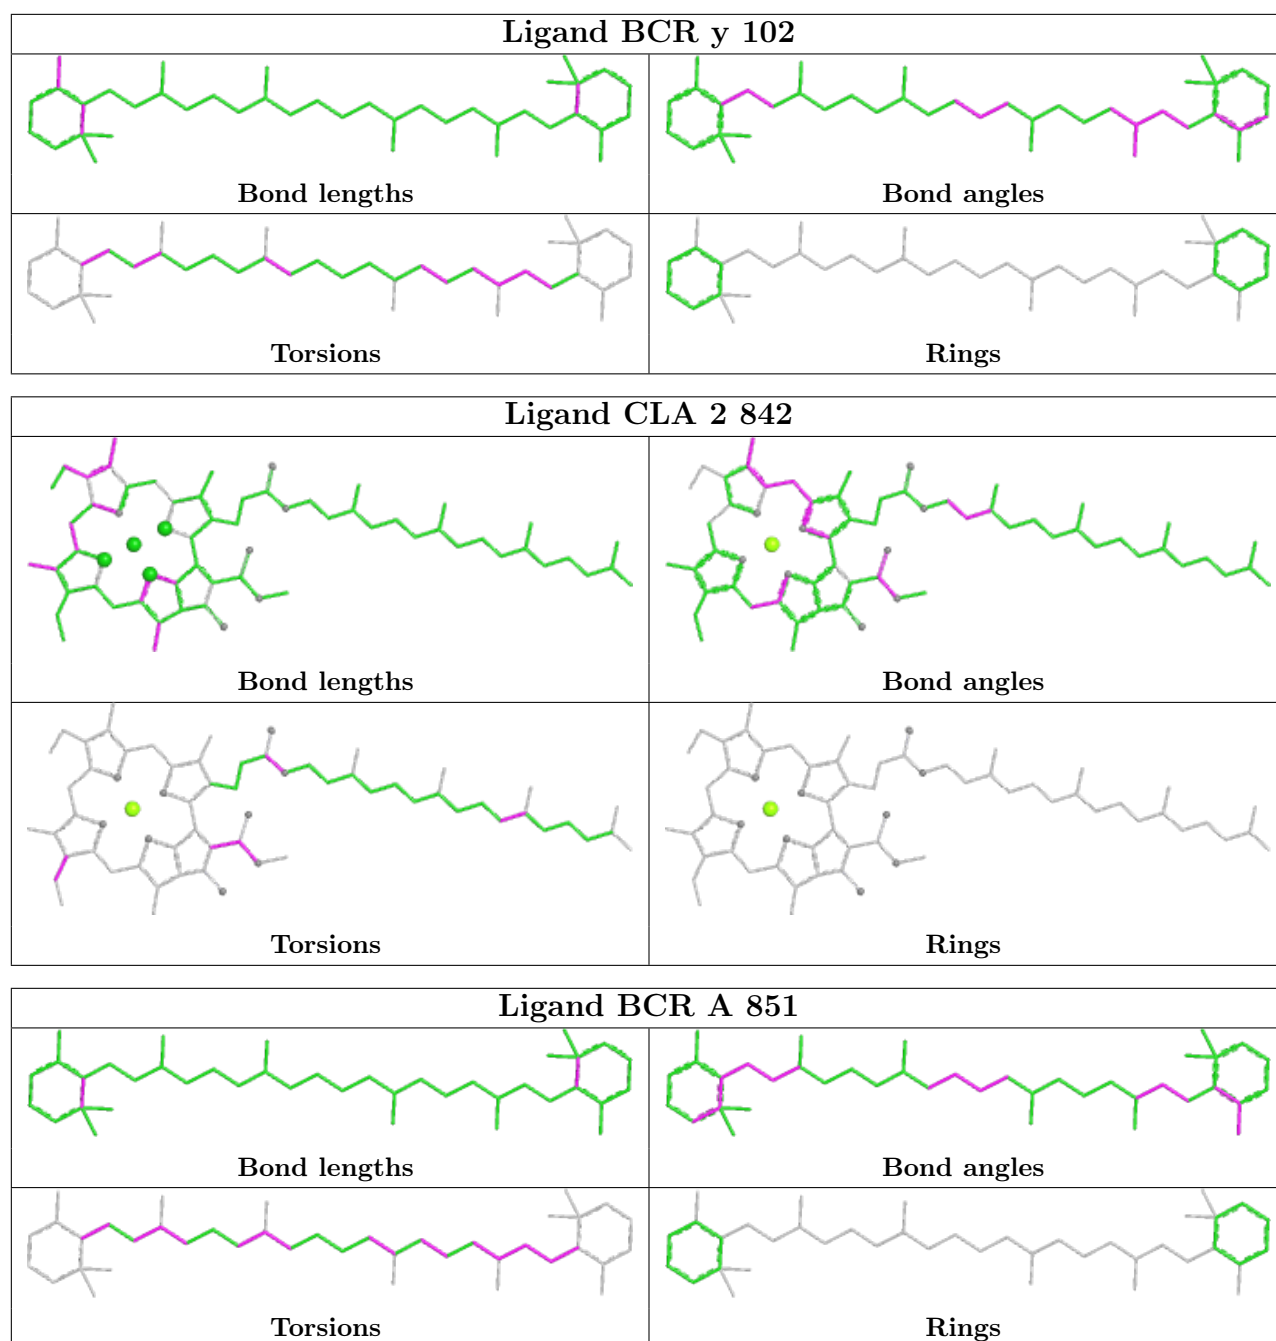 Ligand BCR y 102
Bond lengths
Bond angles
Torsions
Rings
Ligand CLA 2 842
Bond lengths
Bond angles
Torsions
Rings
Ligand BCR A 851
Bond lengths
Bond angles
Torsions
Rings